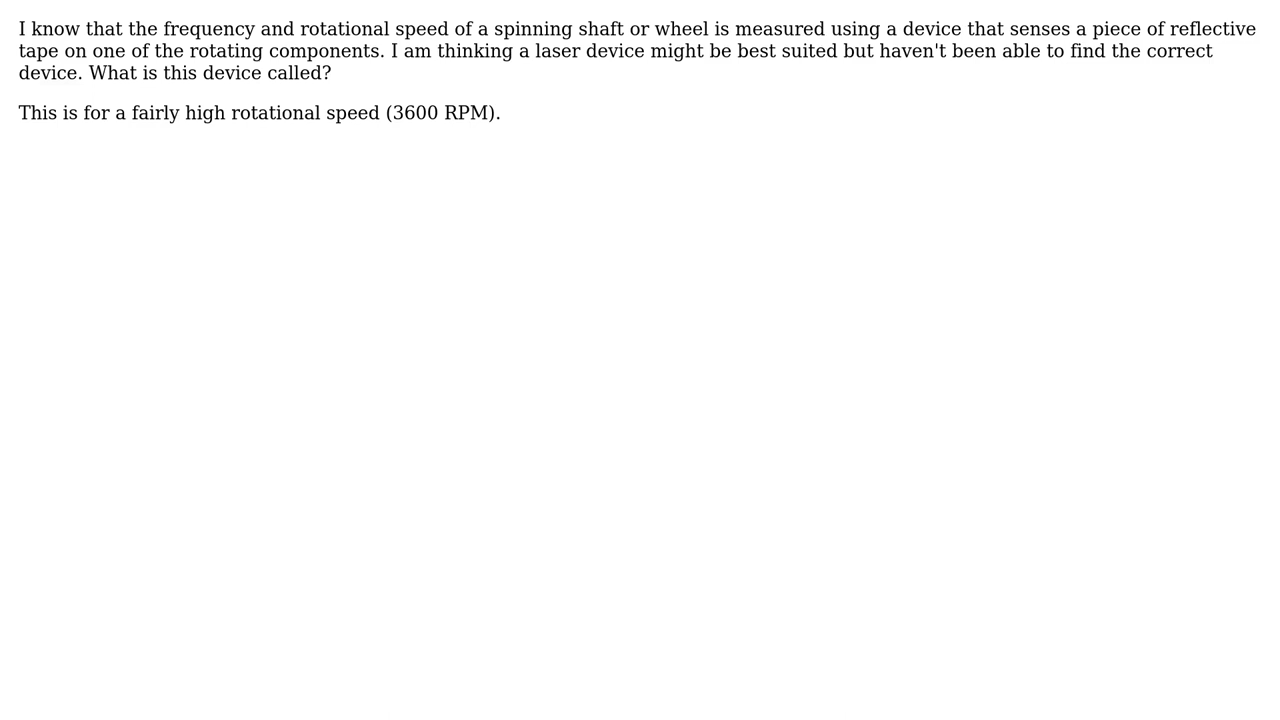 I know that the frequency and rotational speed of a spinning shaft or wheel is measured using a device that senses a piece of reflective
tape on one of the rotating components. I am thinking a laser device might be best suited but haven't been able to find the correct
device. What is this device called?
This is for a fairly high rotational speed (3600 RPM).